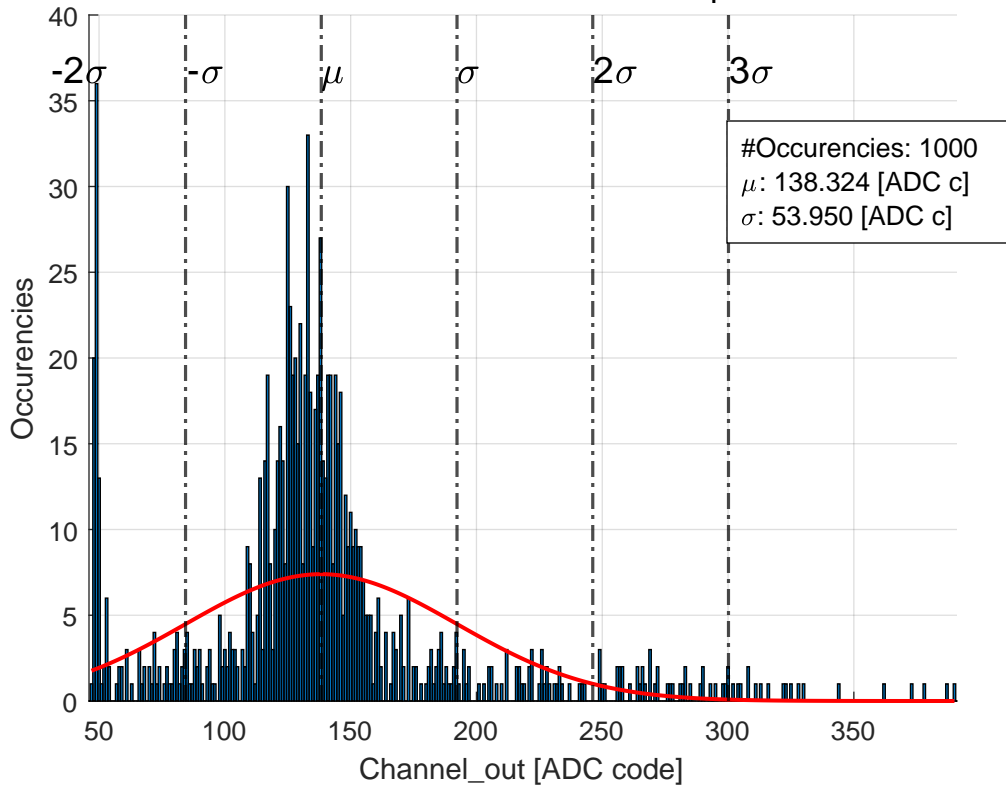 40
-2σ -σ μ σ 2σ 3σ
35
#Occurencies: 1000
μ: 138.324 [ADC c]
σ: 53.950 [ADC c]
30
25
20
15
10
5
0
Occurencies
50 100 150 200 250 300 350
Channel_out [ADC code]